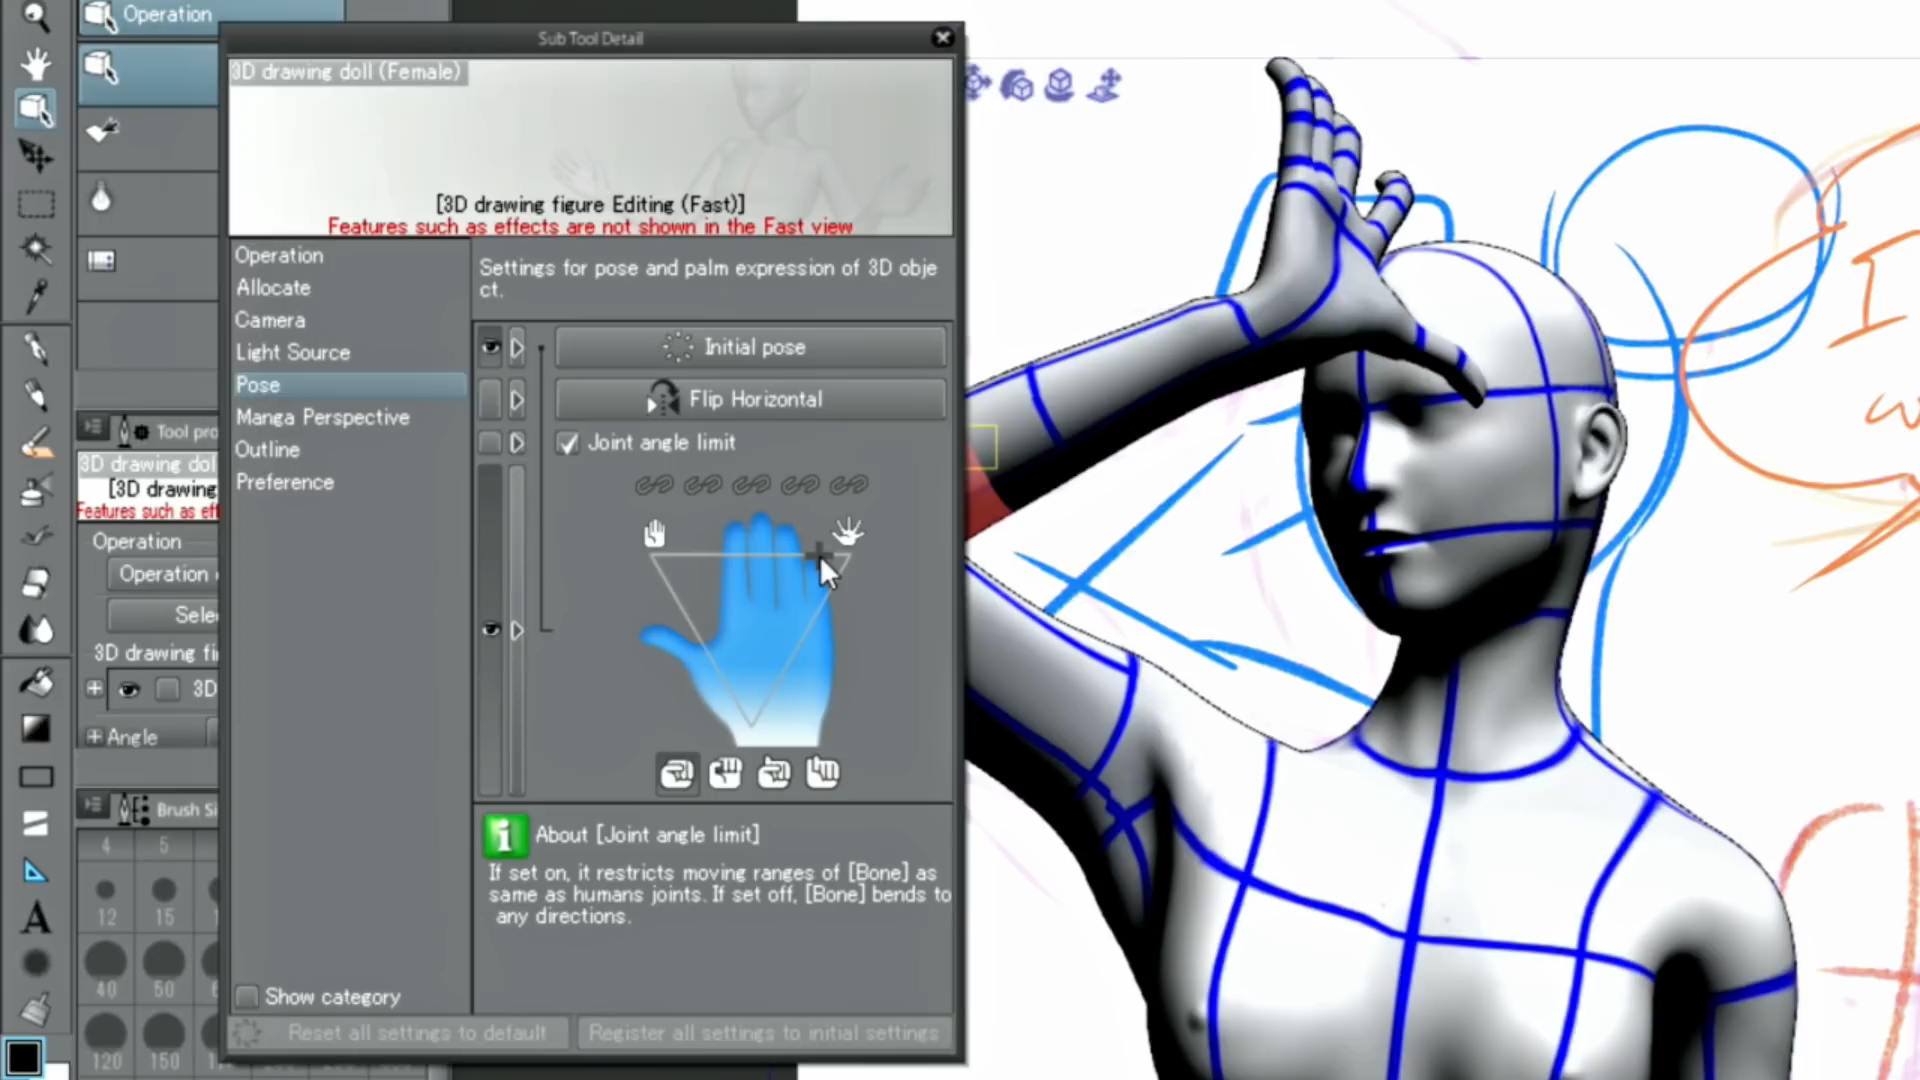 Operation
Sub Tool Detail
3D drawing doll (Female)
[3D drawing figure Editing (Fast)]
Features such as effects are not shown in the Fast view
Operation
Allocate
Camera
Light Source
Pose
Manga Perspective
Outline
Preference
Show category
Settings for pose and palm expression of 3D obje
ct.
Initial pose
Flip Horizontal
Joint angle limit
About [Joint angle limit]
If set on, it restricts moving ranges of [Bone] as
same as humans joints. If set off, [Bone] bends to
any directions.
Reset all settings to default
Register all settings to initial settings
Tool pro
3D drawing dol
[3D drawing
Features such as eff
Operation
Operation
Selec
3D drawing fi
3D
Angle
Brush Si
4 5
12 15
40 50
120 150
A
I
w